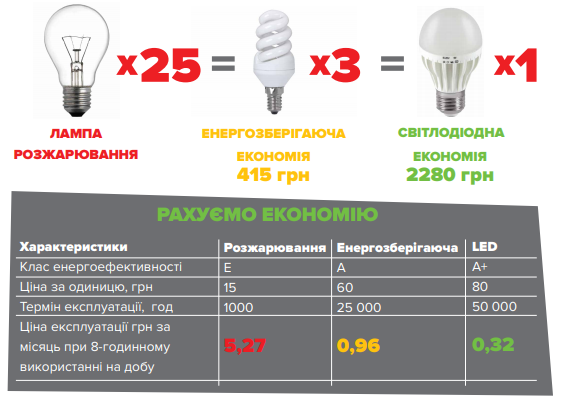 x25 = x3 = x1
ЛАМПА
РОЗЖАРЮВАННЯ
ЕНЕРГОЗБЕРІГАЮЧА
ЕКОНОМІЯ
415 грн
СВІТЛОДІОДНА
ЕКОНОМІЯ
2280 грн
РАХУЄМО ЕКОНОМІЮ
Характеристики Розжарювання Енергозберігаюча LED
Клас енергоефективності E A A+
Ціна за одиницю, грн 15 60 80
Термін експлуатації, год 1000 25 000 50 000
Ціна експлуатації грн за
місяць при 8-годинному 5,27 0,96 0,32
використанні на добу